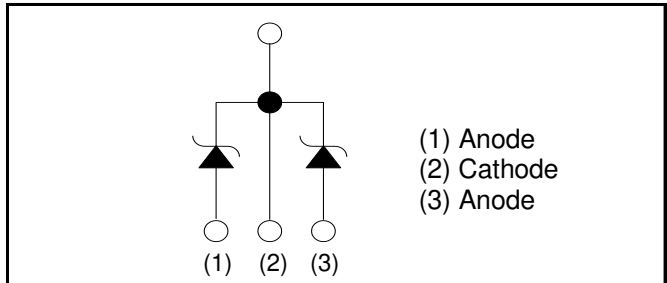 (1) Anode
(2) Cathode
(3) Anode
(1) (2) (3)